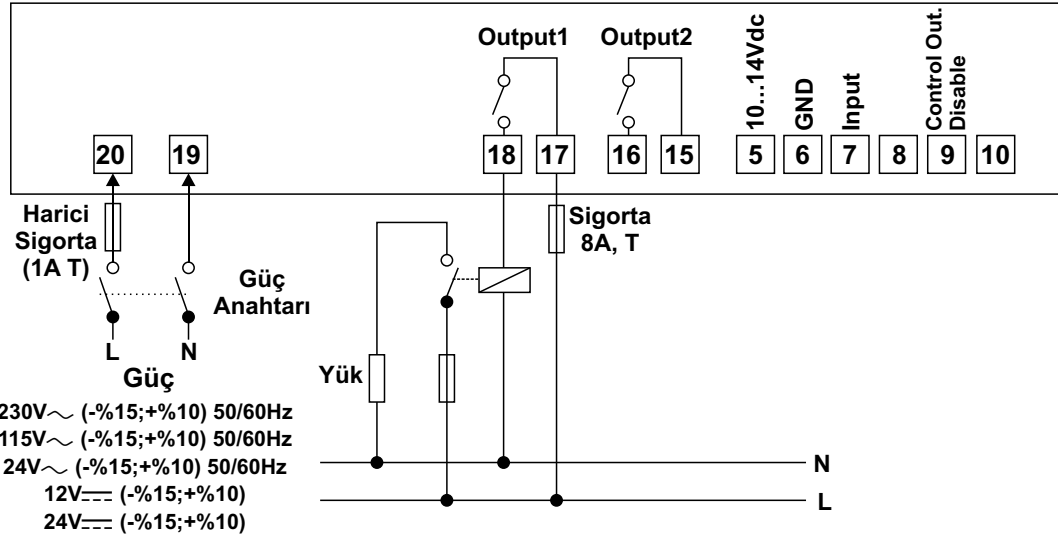 Output1
Output2
10...14Vdc
GND
Input
Control Out.
Disable
20
19
18
17
16
15
5
6
7
8
9
10
Harici
Sigorta
(1A T)
Sigorta
8A, T
Güç
Anahtarı
L
N
Güç
Yük
230V~ (-%15;+%10) 50/60Hz
115V~ (-%15;+%10) 50/60Hz
24V~ (-%15;+%10) 50/60Hz
12V⎓ (-%15;+%10)
24V⎓ (-%15;+%10)
N
L